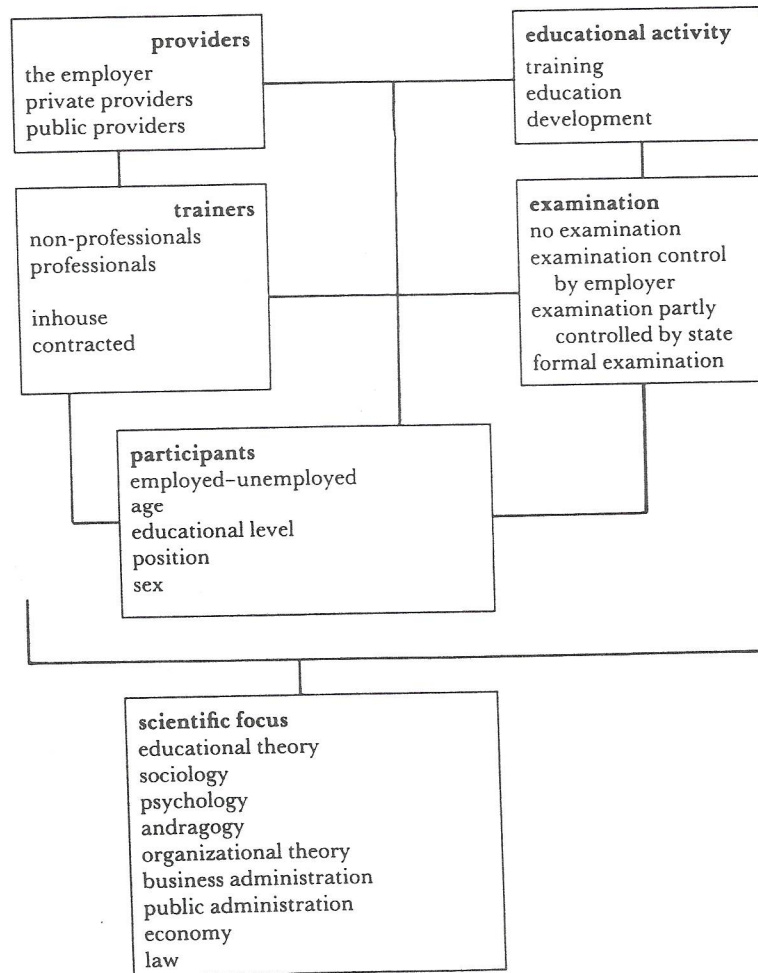 providers
the employer
private providers
public providers
educational activity
training
education
development
trainers
non-professionals
professionals
inhouse
contracted
examination
no examination
examination control
by employer
examination partly
controlled by state
formal examination
participants
employed–unemployed
age
educational level
position
sex
scientific focus
educational theory
sociology
psychology
andragogy
organizational theory
business administration
public administration
economy
law